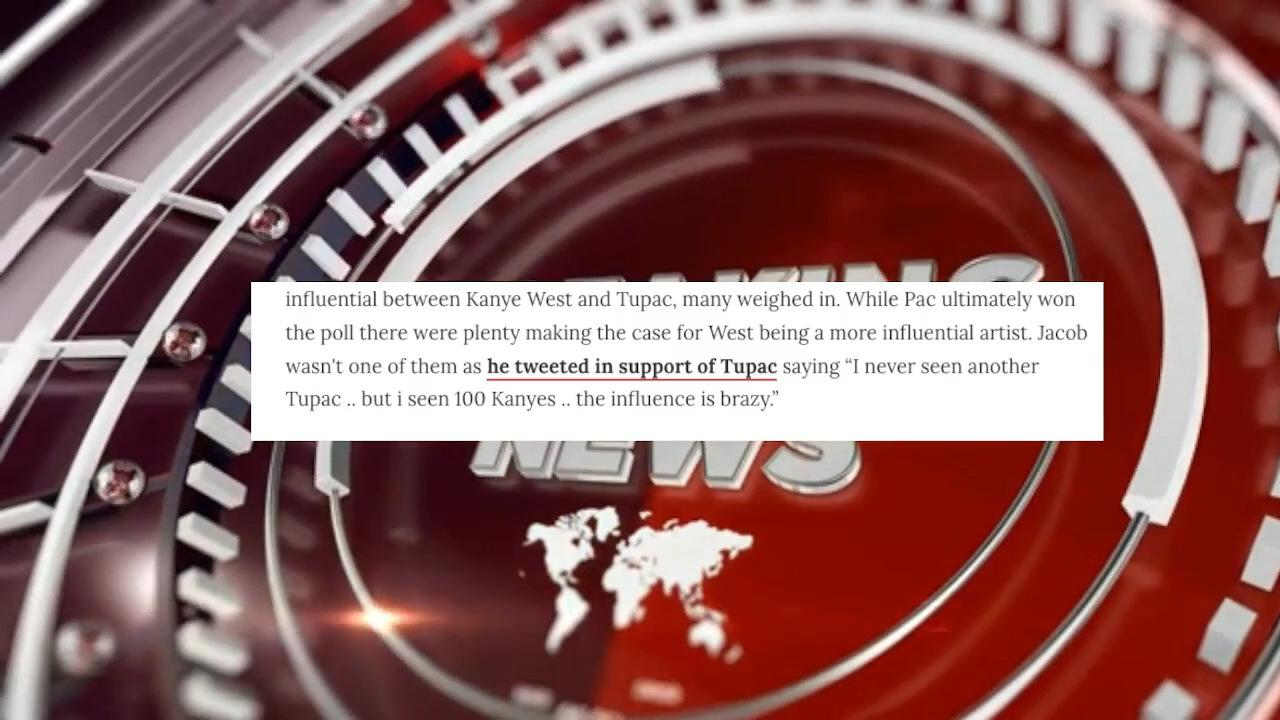 BREAKING
influential between Kanye West and Tupac, many weighed in. While Pac ultimately won
the poll there were plenty making the case for West being a more influential artist. Jacob
wasn't one of them as he tweeted in support of Tupac saying “I never seen another
Tupac .. but i seen 100 Kanyes .. the influence is brazy.”
NEWS